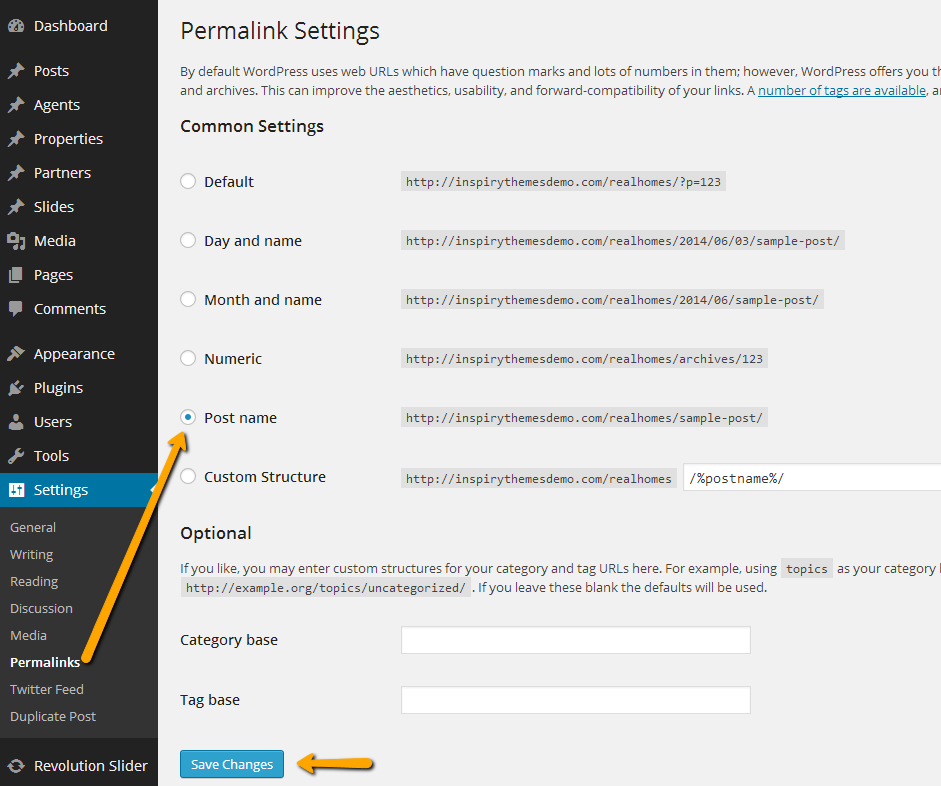 Dashboard
Posts
Agents
Properties
Partners
Slides
Media
Pages
Comments
Appearance
Plugins
Users
Tools
Settings
General
Writing
Reading
Discussion
Media
Permalinks
Twitter Feed
Duplicate Post
Revolution Slider
Permalink Settings
By default WordPress uses web URLs which have question marks and lots of numbers in them; however, WordPress offers you th
and archives. This can improve the aesthetics, usability, and forward-compatibility of your links. A number of tags are available, a
Common Settings
Default http://inspirythemesdemo.com/realhomes/?p=123
Day and name http://inspirythemesdemo.com/realhomes/2014/06/03/sample-post/
Month and name http://inspirythemesdemo.com/realhomes/2014/06/sample-post/
Numeric http://inspirythemesdemo.com/realhomes/archives/123
Post name http://inspirythemesdemo.com/realhomes/sample-post/
Custom Structure http://inspirythemesdemo.com/realhomes /%postname%/
Optional
If you like, you may enter custom structures for your category and tag URLs here. For example, using topics as your category
http://example.org/topics/uncategorized/ . If you leave these blank the defaults will be used.
Category base
Tag base
Save Changes